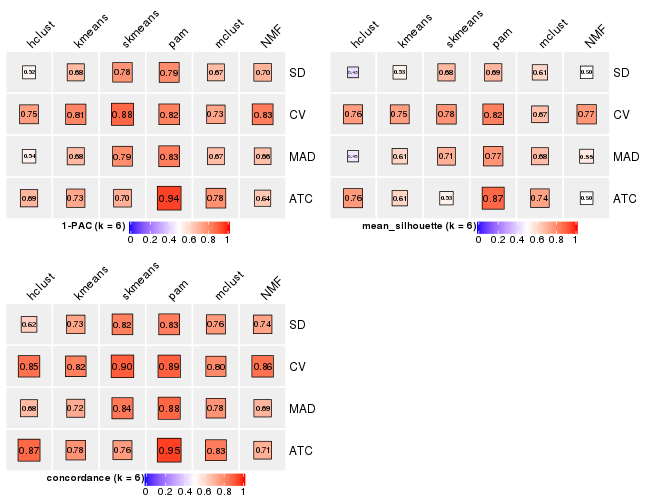 hclust kmeans skmeans pam mclust NMF
0.52 0.68 0.78 0.79 0.67 0.70 SD
0.75 0.81 0.88 0.82 0.73 0.83 CV
0.54 0.68 0.79 0.83 0.67 0.66 MAD
0.69 0.73 0.70 0.94 0.78 0.64 ATC
1-PAC (k = 6)
0 0.2 0.4 0.6 0.8 1
hclust kmeans skmeans pam mclust NMF
0.53 0.68 0.69 0.61 0.50 SD
0.76 0.75 0.78 0.82 0.67 0.77 CV
0.61 0.71 0.77 0.68 0.55 MAD
0.76 0.61 0.53 0.87 0.74 0.50 ATC
mean_silhouette (k = 6)
0 0.2 0.4 0.6 0.8 1
hclust kmeans skmeans pam mclust NMF
0.62 0.73 0.82 0.83 0.76 0.74 SD
0.85 0.82 0.90 0.89 0.80 0.86 CV
0.68 0.72 0.84 0.88 0.78 0.69 MAD
0.87 0.78 0.76 0.95 0.83 0.71 ATC
concordance (k = 6)
0 0.2 0.4 0.6 0.8 1